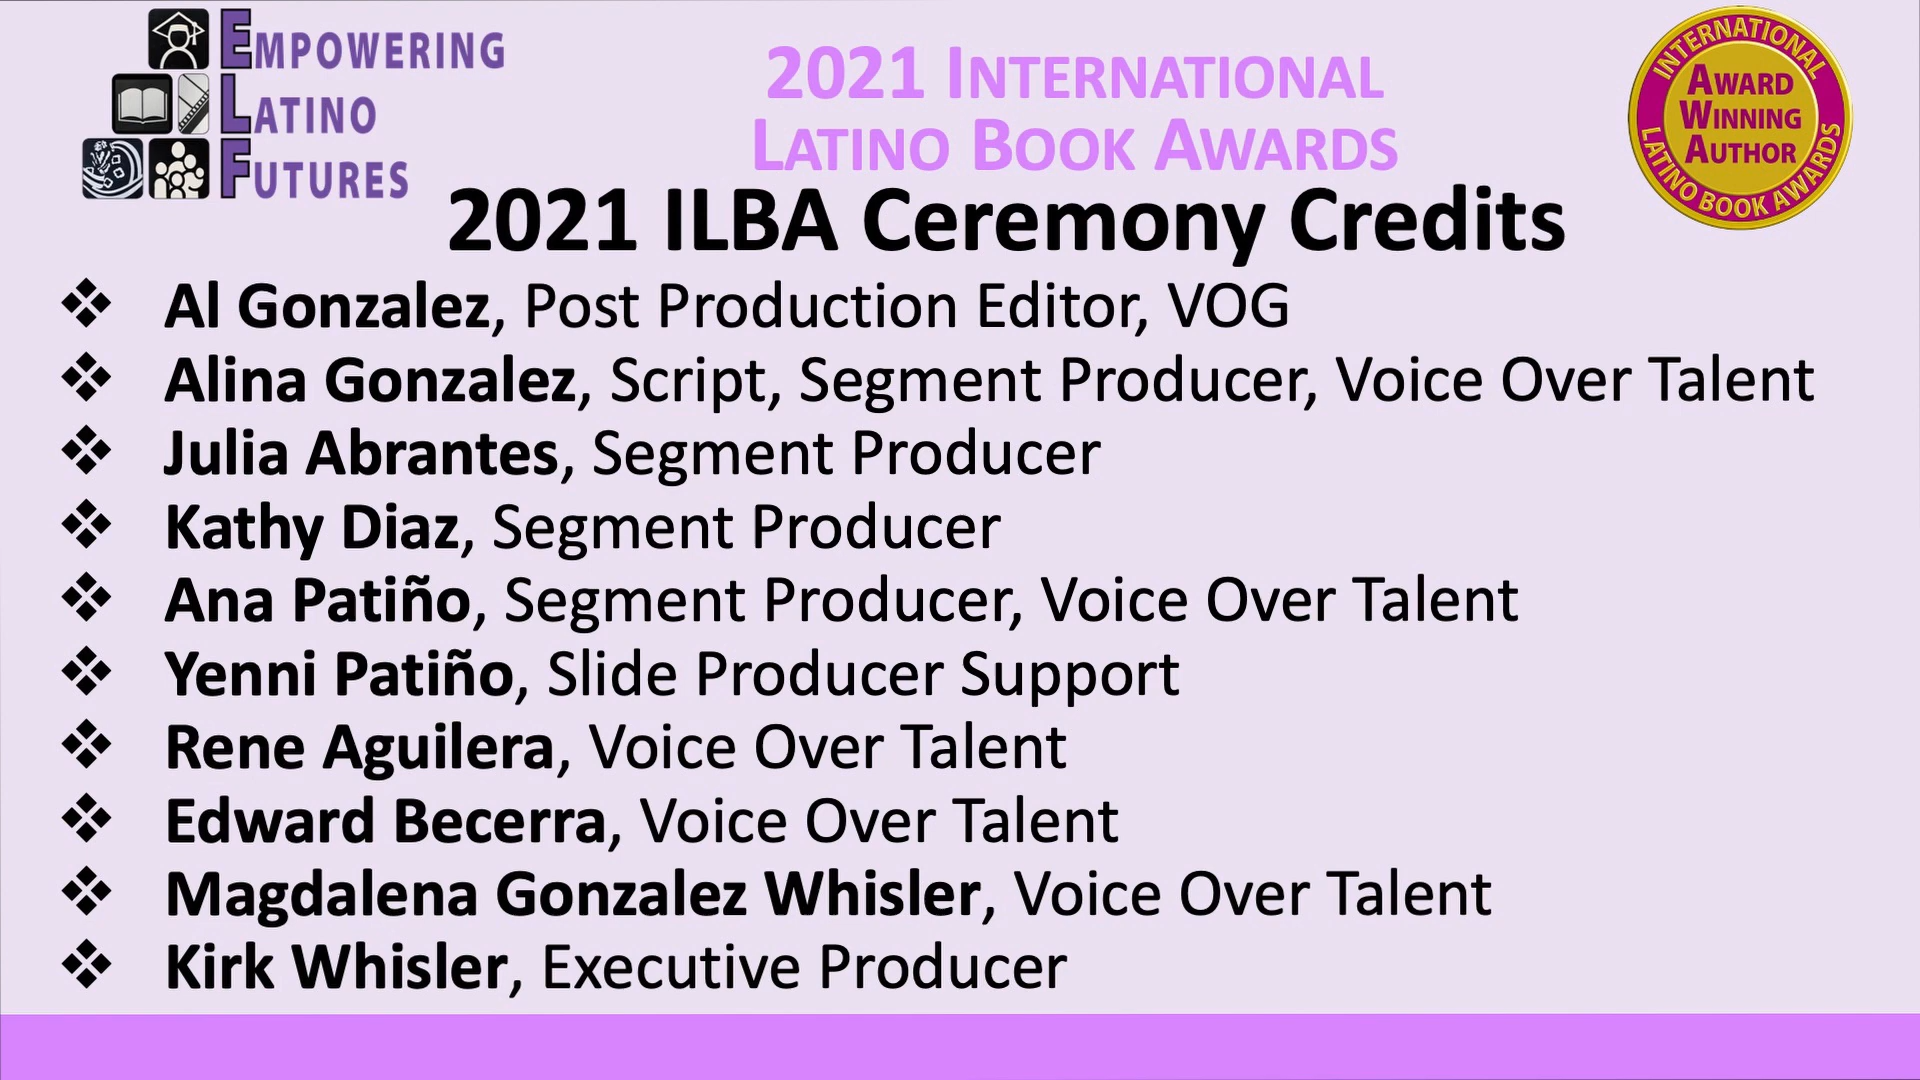 EMPOWERING
LATINO
FUTURES
2021 INTERNATIONAL
LATINO BOOK AWARDS
INTERNATIONAL
AWARD
WINNING
AUTHOR
LATINO BOOK AWARDS
2021 ILBA Ceremony Credits
❖ Al Gonzalez, Post Production Editor, VOG
❖ Alina Gonzalez, Script, Segment Producer, Voice Over Talent
❖ Julia Abrantes, Segment Producer
❖ Kathy Diaz, Segment Producer
❖ Ana Patiño, Segment Producer, Voice Over Talent
❖ Yenni Patiño, Slide Producer Support
❖ Rene Aguilera, Voice Over Talent
❖ Edward Becerra, Voice Over Talent
❖ Magdalena Gonzalez Whisler, Voice Over Talent
❖ Kirk Whisler, Executive Producer